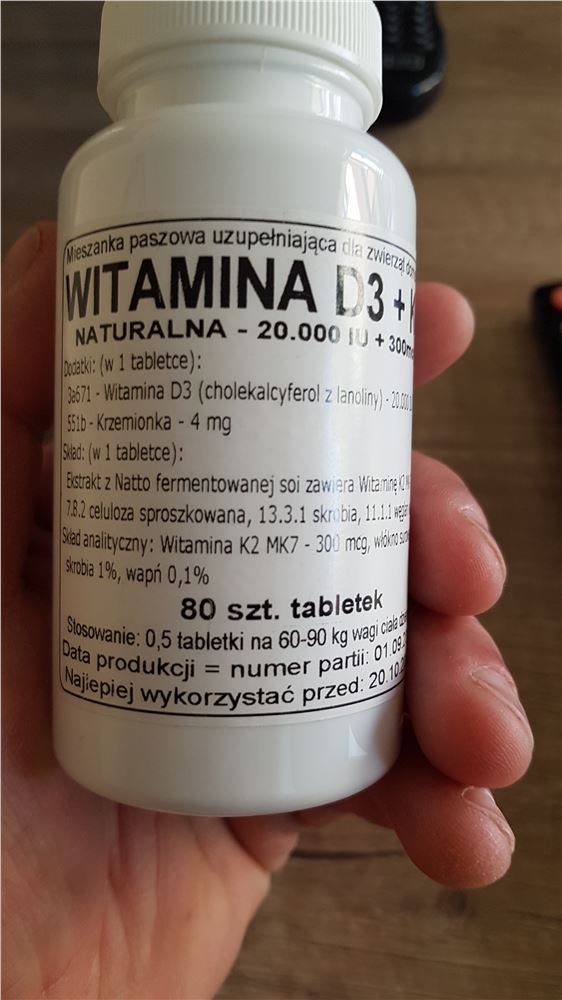 Mieszanka paszowa uzupełniająca dla zwierząt
WITAMINA D3 +
NATURALNA - 20.000 IU + 300
Dodatki: (w 1 tabletce):
3a671 - Witamina D3 (cholekalcyferol z lanoliny) - 20.000
551b - Krzemionka - 4 mg
Skład: (w 1 tabletce):
Ekstrakt z Natto fermentowanej soi zawiera Witaminę K2
7.8.2 celuloza sproszkowana, 13.3.1 skrobia, 11.1.1
Skład analityczny: Witamina K2 MK7 - 300 mcg, włókno
skrobia 1%, wapń 0,1%
80 szt. tabletek
Stosowanie: 0,5 tabletki na 60-90 kg wagi ciała
Data produkcji = numer partii: 01.09.
Najlepiej wykorzystać przed: 20.10.